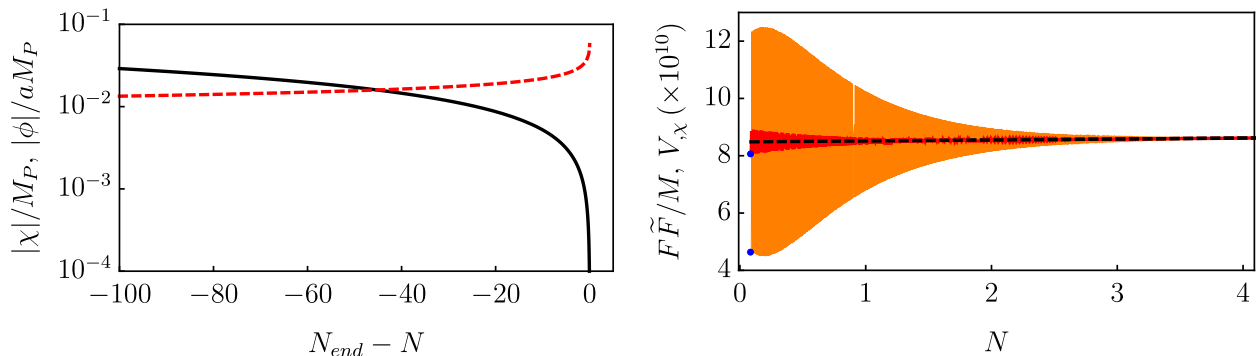 |χ|/M_P, |ϕ|/aM_P
10^{-1}
10^{-2}
10^{-3}
10^{-4}
−100 −80 −60 −40 −20 0
N_{end} − N
FF̃/M, V_{,χ} (×10^{10})
12
10
8
6
4
0 1 2 3 4
N